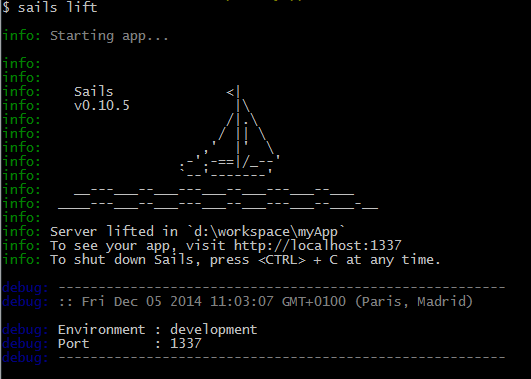 $ sails lift
info: Starting app...
info:
info:
info:    Sails              <|
info:    v0.10.5             |\
info:                       /|.\
info:                      / || \
info:                    ,'  |'  \
info:                 .-'.-==|/_--'
info:                 `--'-------'
info:    __---___--___---___--___---___--___
info:  ____---___--___---___--___---___--___-__
info:
info: Server lifted in `d:\workspace\myApp`
info: To see your app, visit http://localhost:1337
info: To shut down Sails, press <CTRL> + C at any time.
debug: --------------------------------------------------------
debug: :: Fri Dec 05 2014 11:03:07 GMT+0100 (Paris, Madrid)
debug: Environment : development
debug: Port        : 1337
debug: --------------------------------------------------------